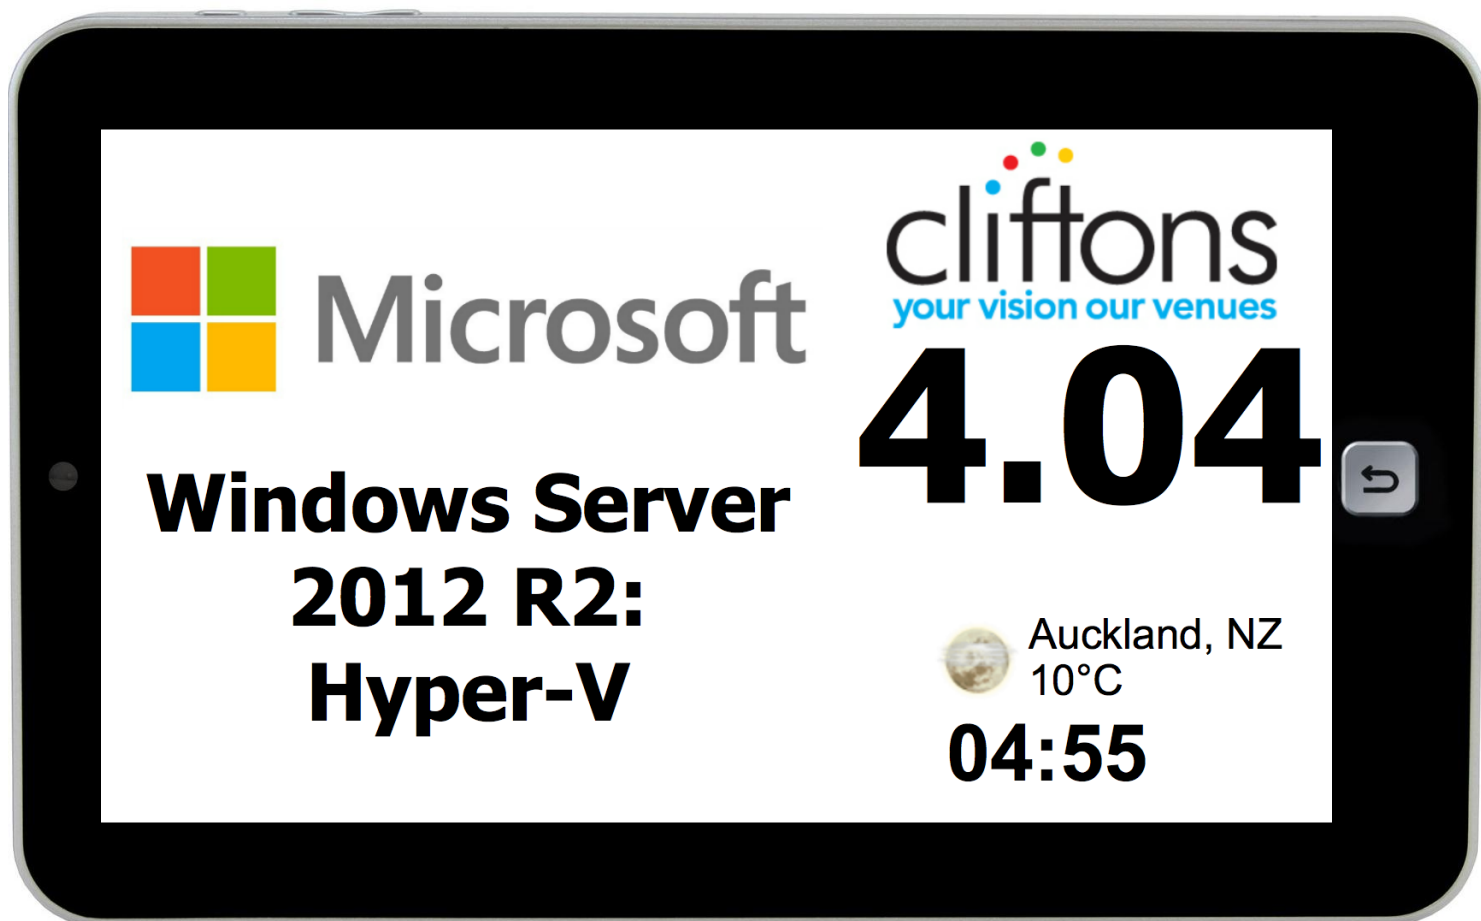 Microsoft
Windows Server
2012 R2:
Hyper-V
cliftons
your vision our venues
4.04
Auckland, NZ
10°C
04:55